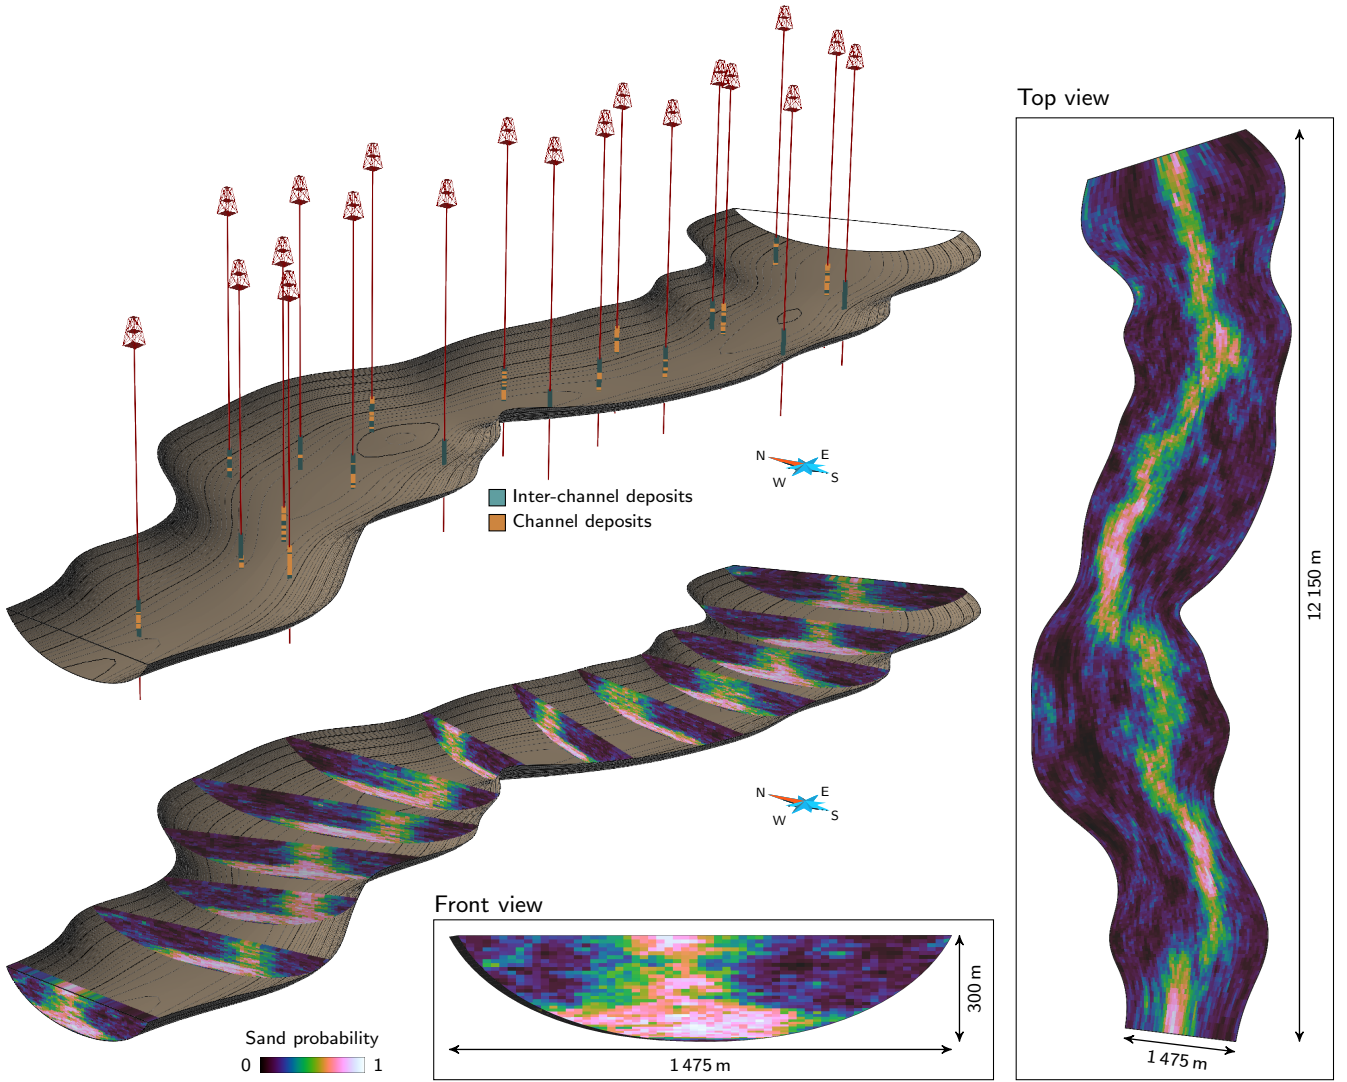 Top view
N
E
W
S
Inter-channel deposits
Channel deposits
12 150 m
N
E
W
S
Front view
300 m
Sand probability
0
1
1 475 m
1 475 m